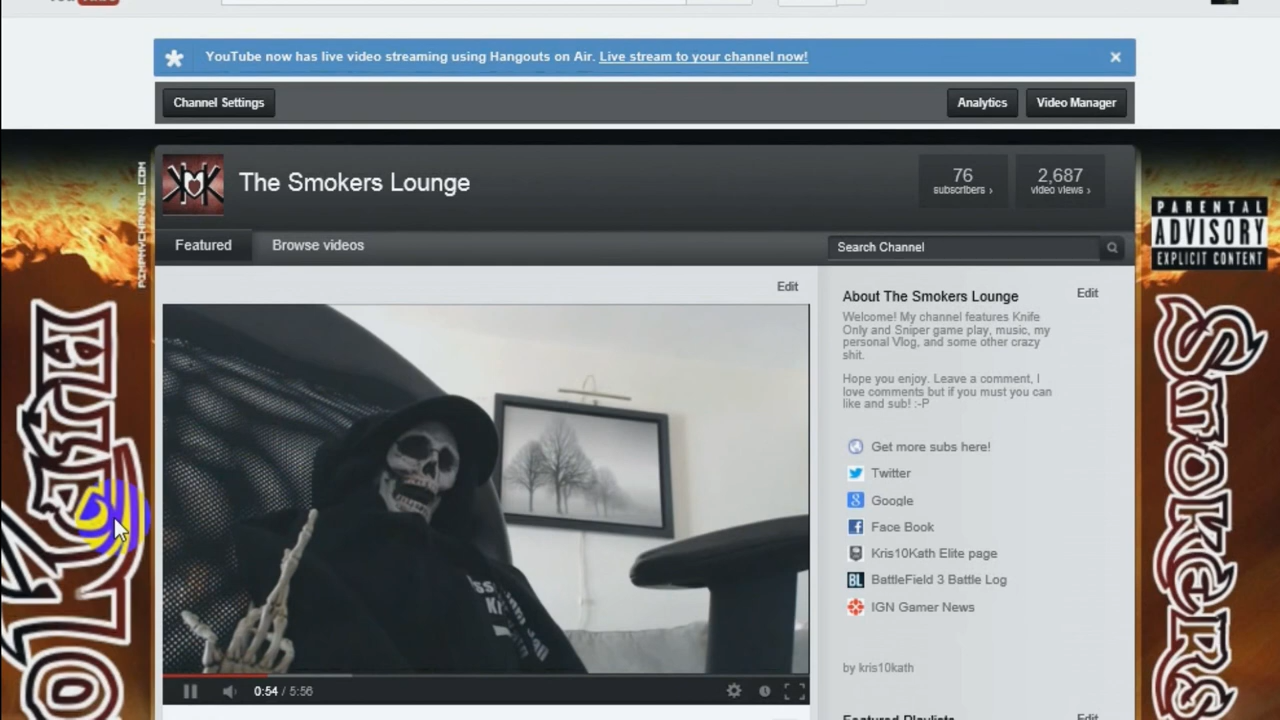 YouTube now has live video streaming using Hangouts on Air. Live stream to your channel now!
Channel Settings
Analytics
Video Manager
The Smokers Lounge
76
subscribers ›
2,687
video views ›
Featured
Browse videos
Search Channel
PARENTAL
ADVISORY
EXPLICIT CONTENT
PIMPMYCHANNEL.COM
Edit
About The Smokers Lounge
Edit
Welcome! My channel features Knife
Only and Sniper game play, music, my
personal Vlog, and some other crazy
shit.
Hope you enjoy. Leave a comment, I
love comments but if you must you can
like and sub! :-P
Get more subs here!
Twitter
Google
Face Book
Kris10Kath Elite page
BattleField 3 Battle Log
IGN Gamer News
by kris10kath
Smokers
0:54 / 5:56
Featured Playlists
Edit